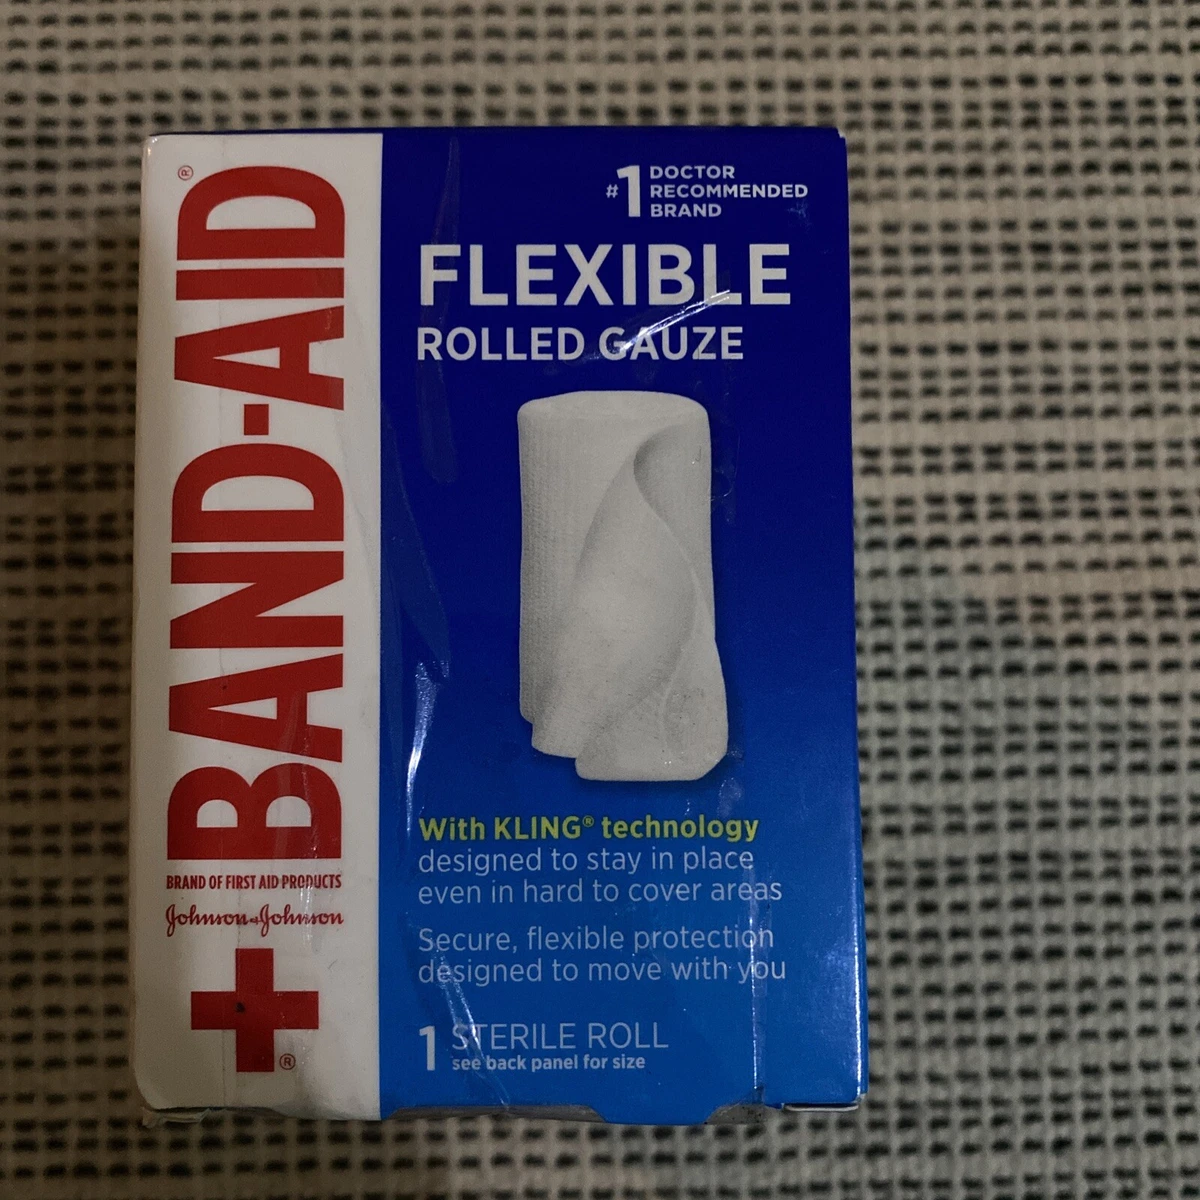 BAND-AID®
BRAND OF FIRST AID PRODUCTS
Johnson+Johnson
®
#1 DOCTOR
RECOMMENDED
BRAND
FLEXIBLE
ROLLED GAUZE
With KLING® technology
designed to stay in place
even in hard to cover areas
Secure, flexible protection
designed to move with you
1 STERILE ROLL
see back panel for size